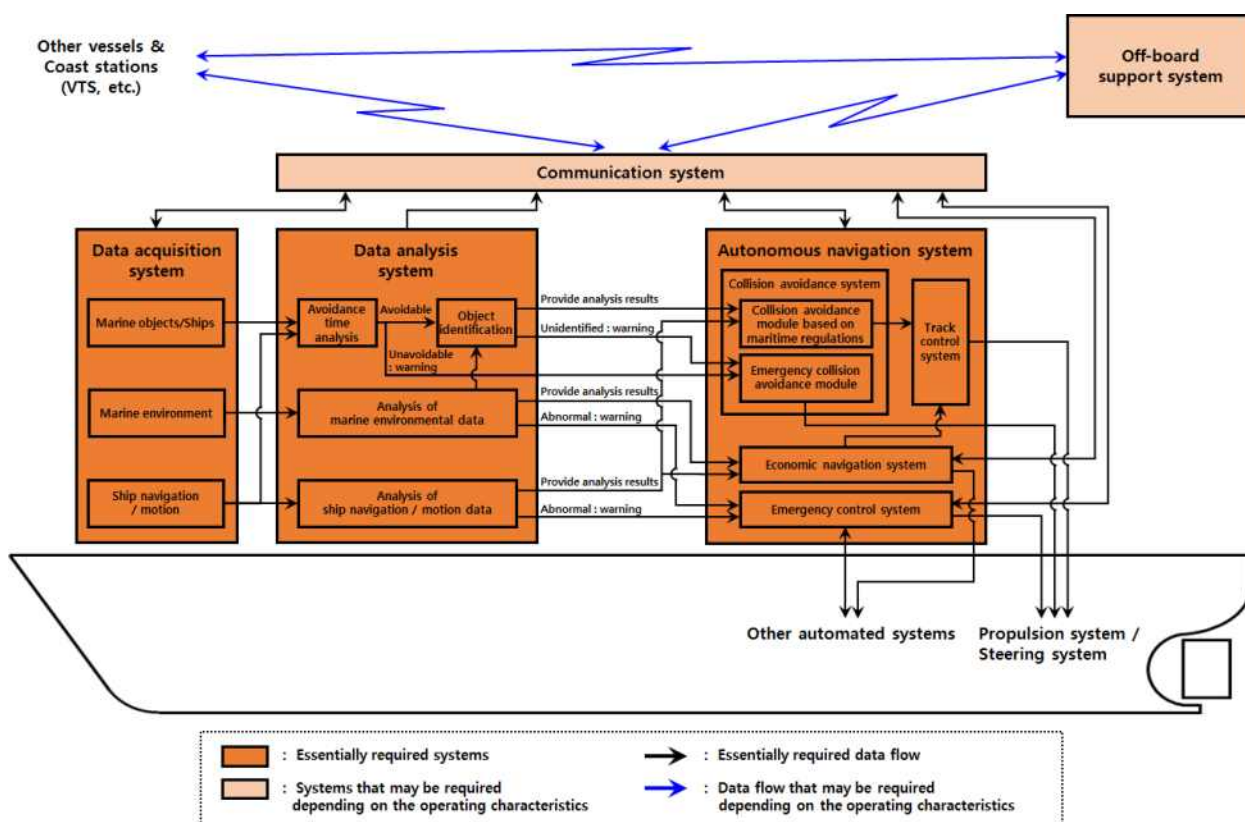 Other vessels &
Coast stations
(VTS, etc.)
Off-board
support system
Communication system
Data acquisition
system
Marine objects/Ships
Marine environment
Ship navigation
/ motion
Data analysis
system
Avoidance
time
analysis
Avoidable
Object
identification
Unavoidable
: warning
Analysis of
marine environmental data
Analysis of
ship navigation / motion data
Provide analysis results
Unidentified : warning
Provide analysis results
Abnormal : warning
Provide analysis results
Abnormal : warning
Autonomous navigation system
Collision avoidance system
Collision avoidance
module based on
maritime regulations
Emergency collision
avoidance module
Track
control
system
Economic navigation system
Emergency control system
Other automated systems
Propulsion system /
Steering system
: Essentially required systems
: Systems that may be required
depending on the operating characteristics
: Essentially required data flow
: Data flow that may be required
depending on the operating characteristics